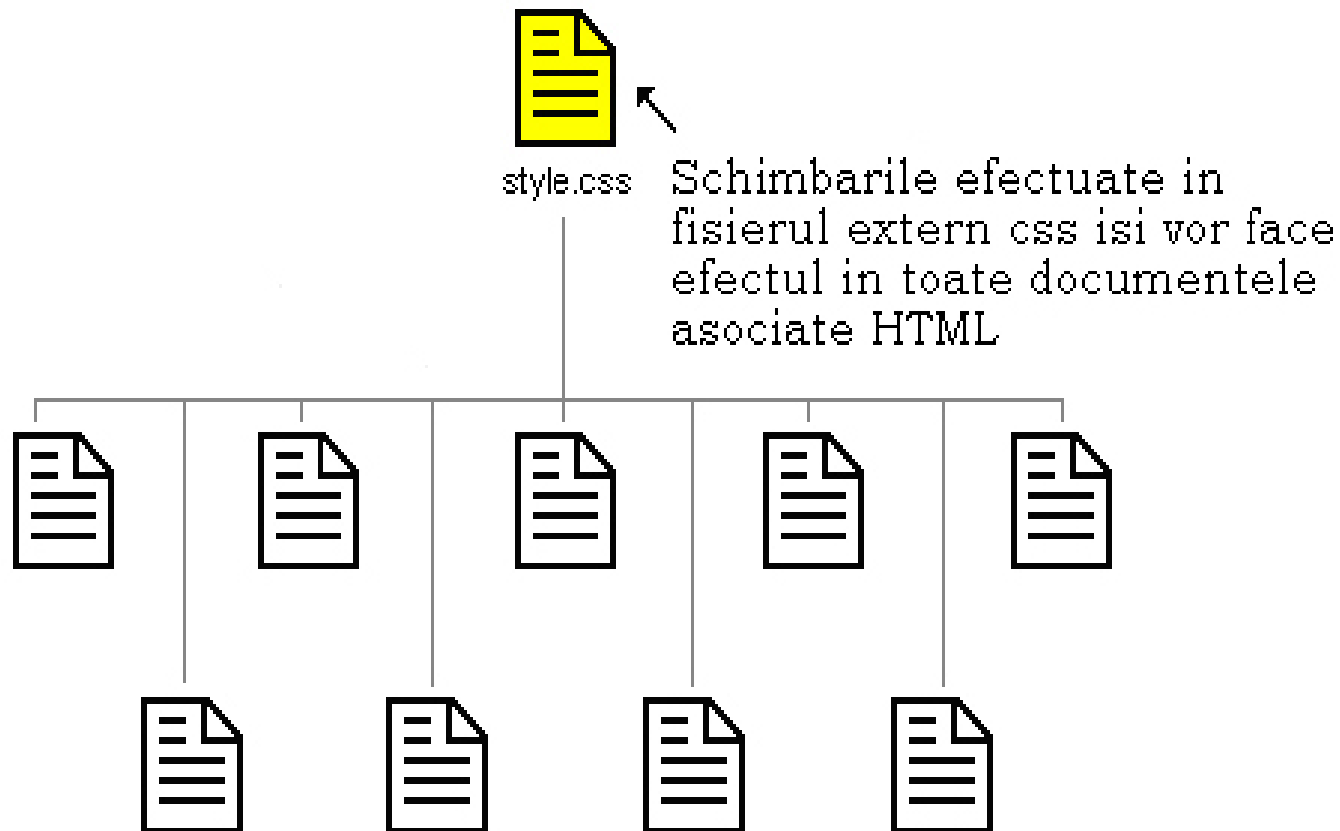 style.css
Schimbarile efectuate in
fisierul extern css isi vor face
efectul in toate documentele
asociate HTML